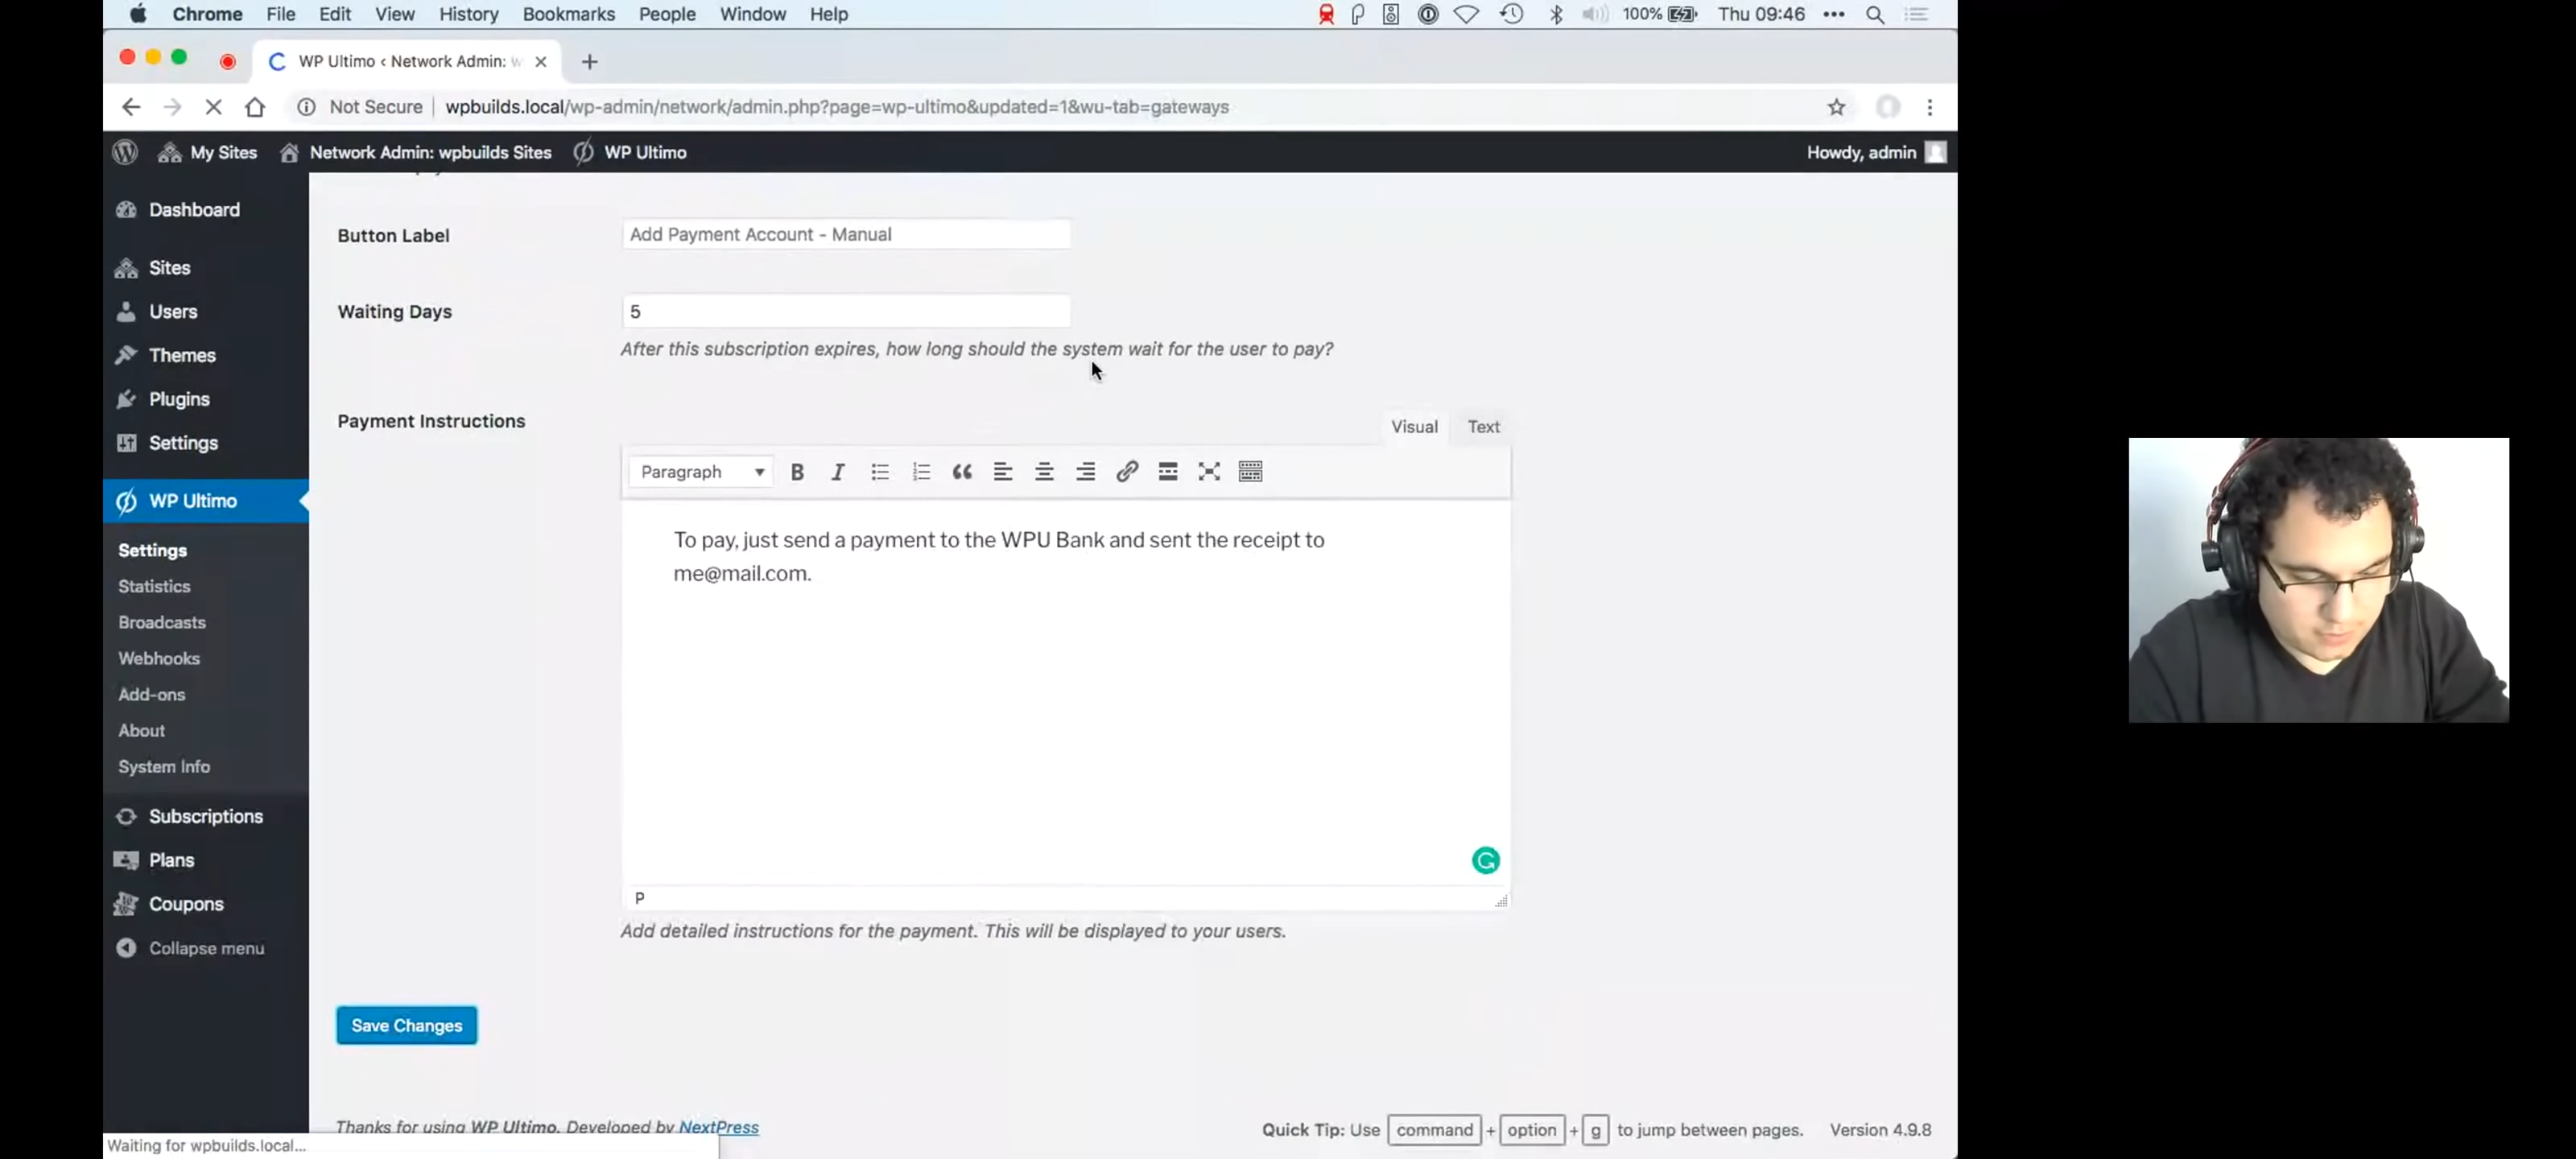 Chrome File Edit View History Bookmarks People Window Help 100% Thu 09:46
WP Ultimo ‹ Network Admin: w
Not Secure wpbuilds.local/wp-admin/network/admin.php?page=wp-ultimo&updated=1&wu-tab=gateways
My Sites Network Admin: wpbuilds Sites WP Ultimo Howdy, admin
Dashboard
Sites
Users
Themes
Plugins
Settings
WP Ultimo
Settings
Statistics
Broadcasts
Webhooks
Add-ons
About
System Info
Subscriptions
Plans
Coupons
Collapse menu
Button Label Add Payment Account - Manual
Waiting Days 5
After this subscription expires, how long should the system wait for the user to pay?
Payment Instructions Visual Text
Paragraph
To pay, just send a payment to the WPU Bank and sent the receipt to
me@mail.com.
P
Add detailed instructions for the payment. This will be displayed to your users.
Save Changes
Thanks for using WP Ultimo. Developed by NextPress
Quick Tip: Use command + option + g to jump between pages. Version 4.9.8
Waiting for wpbuilds.local...